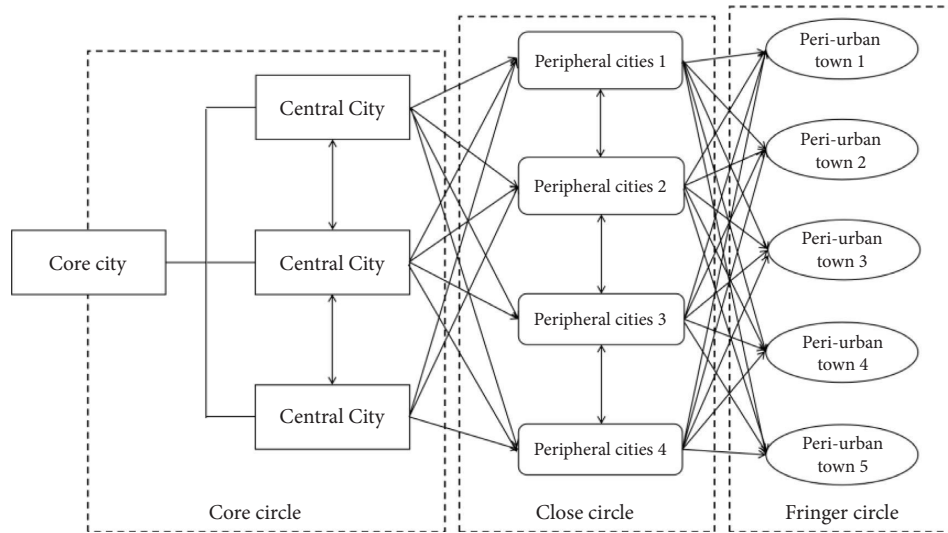 Core city
Central City
Central City
Central City
Core circle
Peripheral cities 1
Peripheral cities 2
Peripheral cities 3
Peripheral cities 4
Close circle
Peri-urban
town 1
Peri-urban
town 2
Peri-urban
town 3
Peri-urban
town 4
Peri-urban
town 5
Fringer circle